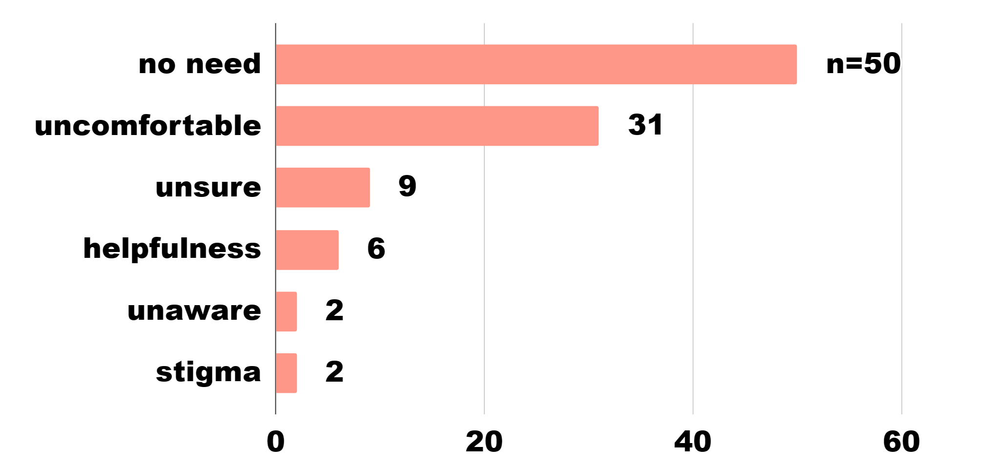 no need n=50
uncomfortable 31
unsure 9
helpfulness 6
unaware 2
stigma 2
0 20 40 60